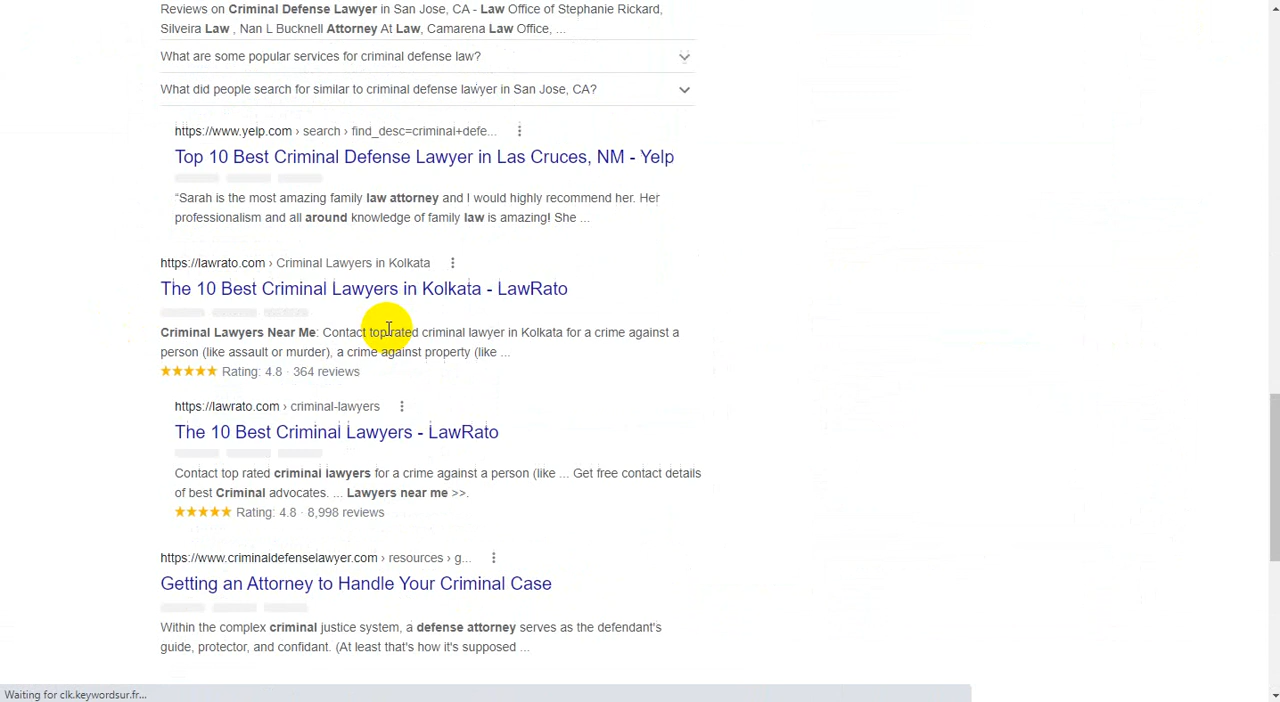 Reviews on Criminal Defense Lawyer in San Jose, CA - Law Office of Stephanie Rickard,
Silveira Law , Nan L Bucknell Attorney At Law, Camarena Law Office, ...
What are some popular services for criminal defense law?
What did people search for similar to criminal defense lawyer in San Jose, CA?
https://www.yelp.com › search › find_desc=criminal+defe...
Top 10 Best Criminal Defense Lawyer in Las Cruces, NM - Yelp
“Sarah is the most amazing family law attorney and I would highly recommend her. Her
professionalism and all around knowledge of family law is amazing! She ...
https://lawrato.com › Criminal Lawyers in Kolkata
The 10 Best Criminal Lawyers in Kolkata - LawRato
Criminal Lawyers Near Me: Contact top rated criminal lawyer in Kolkata for a crime against a
person (like assault or murder), a crime against property (like ...
Rating: 4.8 · 364 reviews
https://lawrato.com › criminal-lawyers
The 10 Best Criminal Lawyers - LawRato
Contact top rated criminal lawyers for a crime against a person (like ... Get free contact details
of best Criminal advocates. ... Lawyers near me >>.
Rating: 4.8 · 8,998 reviews
https://www.criminaldefenselawyer.com › resources › g...
Getting an Attorney to Handle Your Criminal Case
Within the complex criminal justice system, a defense attorney serves as the defendant's
guide, protector, and confidant. (At least that's how it's supposed ...
Waiting for clk.keywordsur.fr...